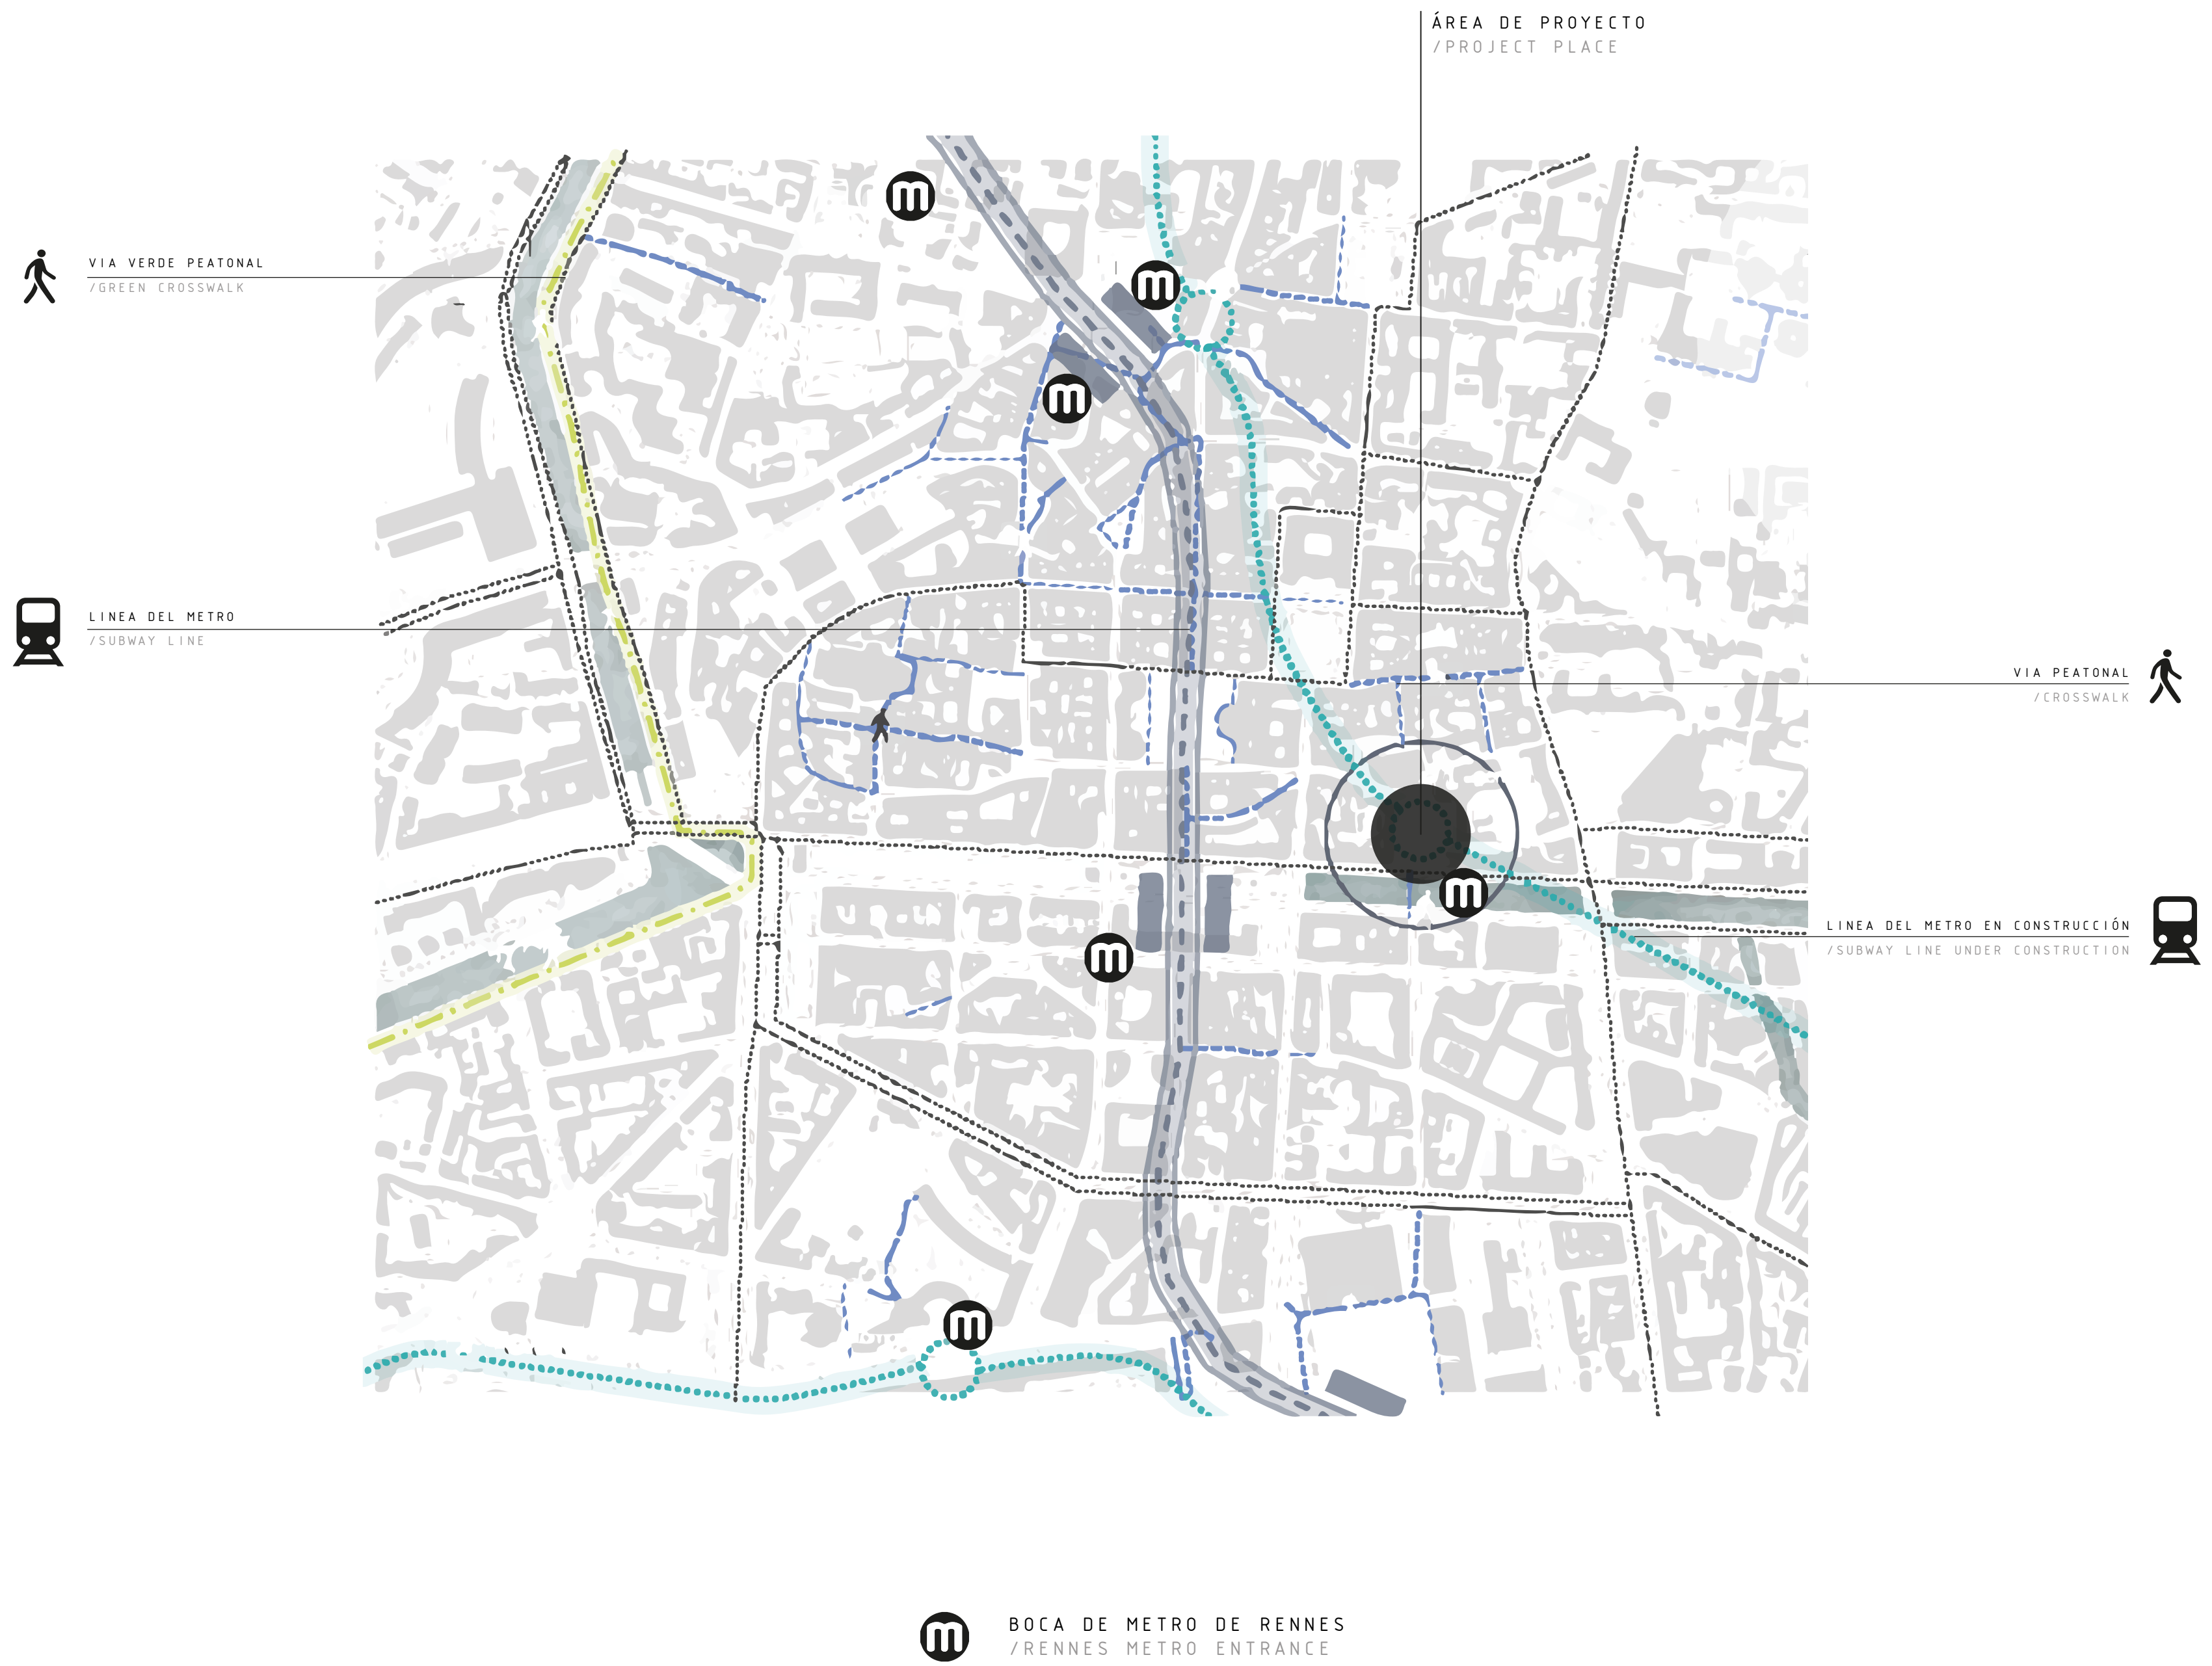 ÁREA DE PROYECTO
/PROJECT PLACE
m
m
VIA VERDE PEATONAL
/GREEN CROSSWALK
m
LINEA DEL METRO
/SUBWAY LINE
VIA PEATONAL
/CROSSWALK
m
LINEA DEL METRO EN CONSTRUCCIÓN
/SUBWAY LINE UNDER CONSTRUCTION
m
m
m
BOCA DE METRO DE RENNES
/RENNES METRO ENTRANCE